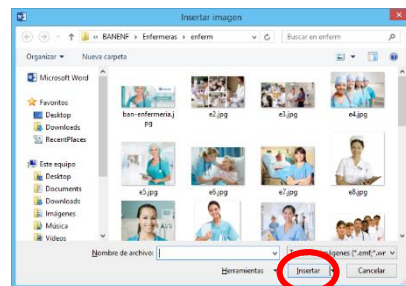 Insertar imagen
« BANENF › Enfermeras › enferm
Buscar en enferm
Organizar
Nueva carpeta
Microsoft Word
Favoritos
Desktop
Downloads
RecentPlaces
Este equipo
Desktop
Documents
Downloads
Imágenes
Música
Videos
ban-enfermeria.j
pg
e2.jpg
e3.jpg
e4.jpg
e5.jpg
e6.jpg
e7.jpg
e8.jpg
Nombre de archivo:
(*.emf;*.w
Herramientas
Insertar
Cancelar